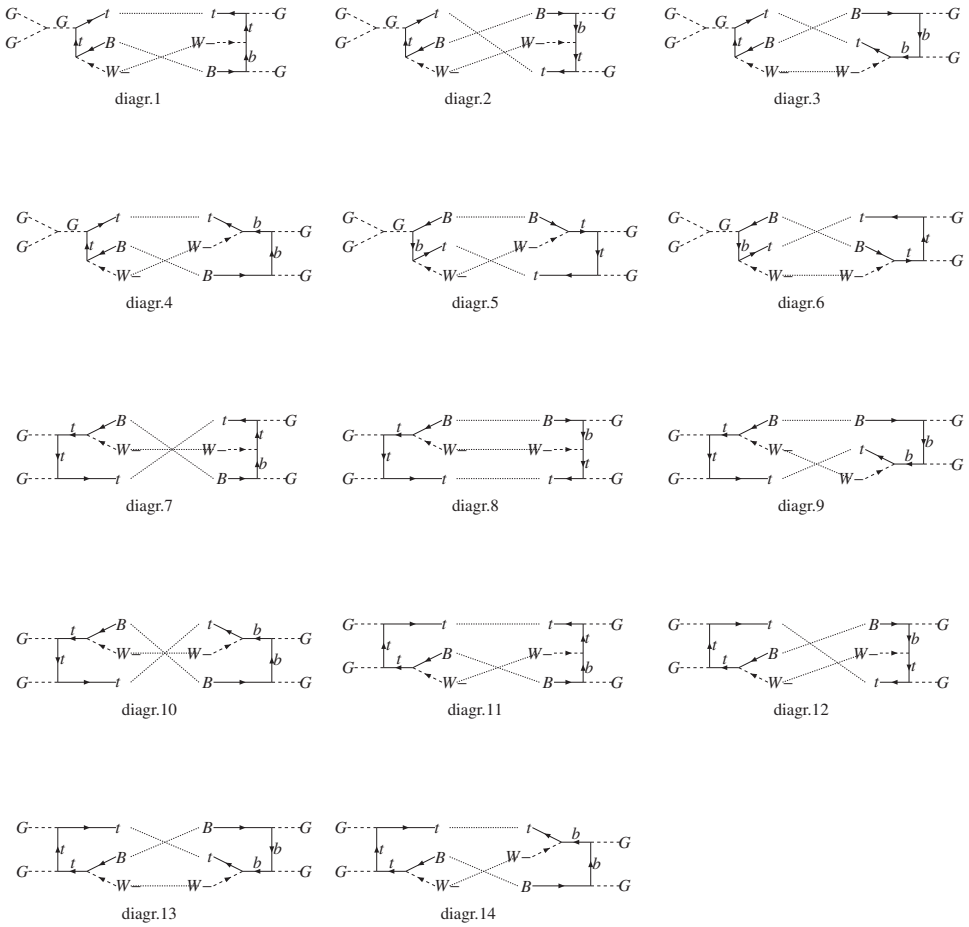 G G t t G
G t B W- t
G W- B b G
diagr.1
G G t B G
G t B W- b
G W- t t G
diagr.2
G G t B G
G t B t b
W- W- b G
diagr.3
G G t t b G
G t B W- b
W- B G
diagr.4
G G B B t G
G b t W- t
W- t G
diagr.5
G G B t G
G b t B t
W- W- t G
diagr.6
G t B t G
t W- W- t
G t B b G
diagr.7
G t B B G
t W- W- b
G t t t G
diagr.8
G t B B G
t W- t b
G t W- b G
diagr.9
G t B t b G
t W- W- b
G t B G
diagr.10
G t t G
t B W- t
G t W- B b G
diagr.11
G t B G
t B W- b
G t W- t t G
diagr.12
G t B G
t B t b
G t W- W- b G
diagr.13
G t t b G
t B W- b
G t W- B G
diagr.14